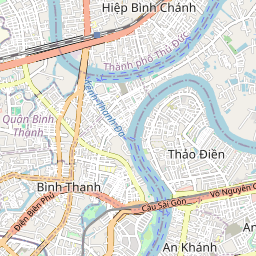 Hiệp Bình Chánh
Thành phố Thủ Đức
Kênh Thanh Đa
Quận Bình
Thạnh
Thảo Điền
Bình Thạnh
Điện Biên Phủ
Võ Nguyên G
Cầu Sài Gòn
An Khánh
An